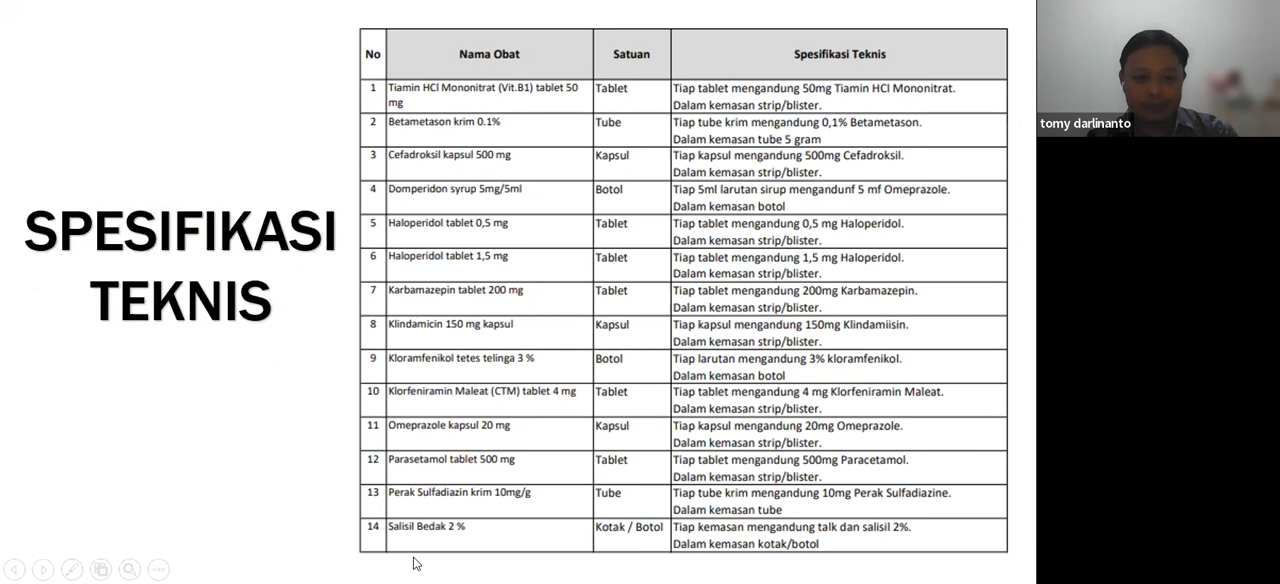 SPESIFIKASI
TEKNIS
No Nama Obat Satuan Spesifikasi Teknis
1 Tiamin HCl Mononitrat (Vit.B1) tablet 50 mg Tablet Tiap tablet mengandung 50mg Tiamin HCl Mononitrat.
Dalam kemasan strip/blister.
2 Betametason krim 0.1% Tube Tiap tube krim mengandung 0,1% Betametason.
Dalam kemasan tube 5 gram
3 Cefadroksil kapsul 500 mg Kapsul Tiap kapsul mengandung 500mg Cefadroksil.
Dalam kemasan strip/blister.
4 Domperidon syrup 5mg/5ml Botol Tiap 5ml larutan sirup mengandunf 5 mf Omeprazole.
Dalam kemasan botol
5 Haloperidol tablet 0,5 mg Tablet Tiap tablet mengandung 0,5 mg Haloperidol.
Dalam kemasan strip/blister.
6 Haloperidol tablet 1,5 mg Tablet Tiap tablet mengandung 1,5 mg Haloperidol.
Dalam kemasan strip/blister.
7 Karbamazepin tablet 200 mg Tablet Tiap tablet mengandung 200mg Karbamazepin.
Dalam kemasan strip/blister.
8 Klindamicin 150 mg kapsul Kapsul Tiap kapsul mengandung 150mg Klindamiisin.
Dalam kemasan strip/blister.
9 Kloramfenikol tetes telinga 3 % Botol Tiap larutan mengandung 3% kloramfenikol.
Dalam kemasan botol
10 Klorfeniramin Maleat (CTM) tablet 4 mg Tablet Tiap tablet mengandung 4 mg Klorfeniramin Maleat.
Dalam kemasan strip/blister.
11 Omeprazole kapsul 20 mg Kapsul Tiap kapsul mengandung 20mg Omeprazole.
Dalam kemasan strip/blister.
12 Parasetamol tablet 500 mg Tablet Tiap tablet mengandung 500mg Paracetamol.
Dalam kemasan strip/blister.
13 Perak Sulfadiazin krim 10mg/g Tube Tiap tube krim mengandung 10mg Perak Sulfadiazine.
Dalam kemasan tube
14 Salisil Bedak 2 % Kotak / Botol Tiap kemasan mengandung talk dan salisil 2%.
Dalam kemasan kotak/botol
tomy darlinanto